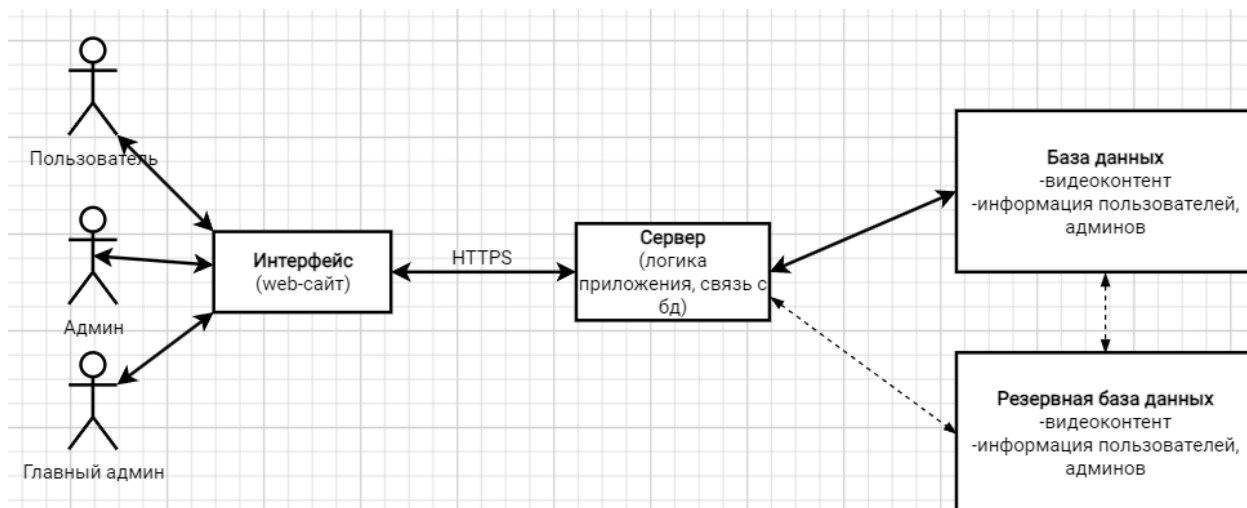 Пользователь
Админ
Главный админ
Интерфейс
(web-сайт)
HTTPS
Сервер
(логика
приложения, связь с
бд)
База данных
-видеоконтент
-информация пользователей,
админов
Резервная база данных
-видеоконтент
-информация пользователей,
админов